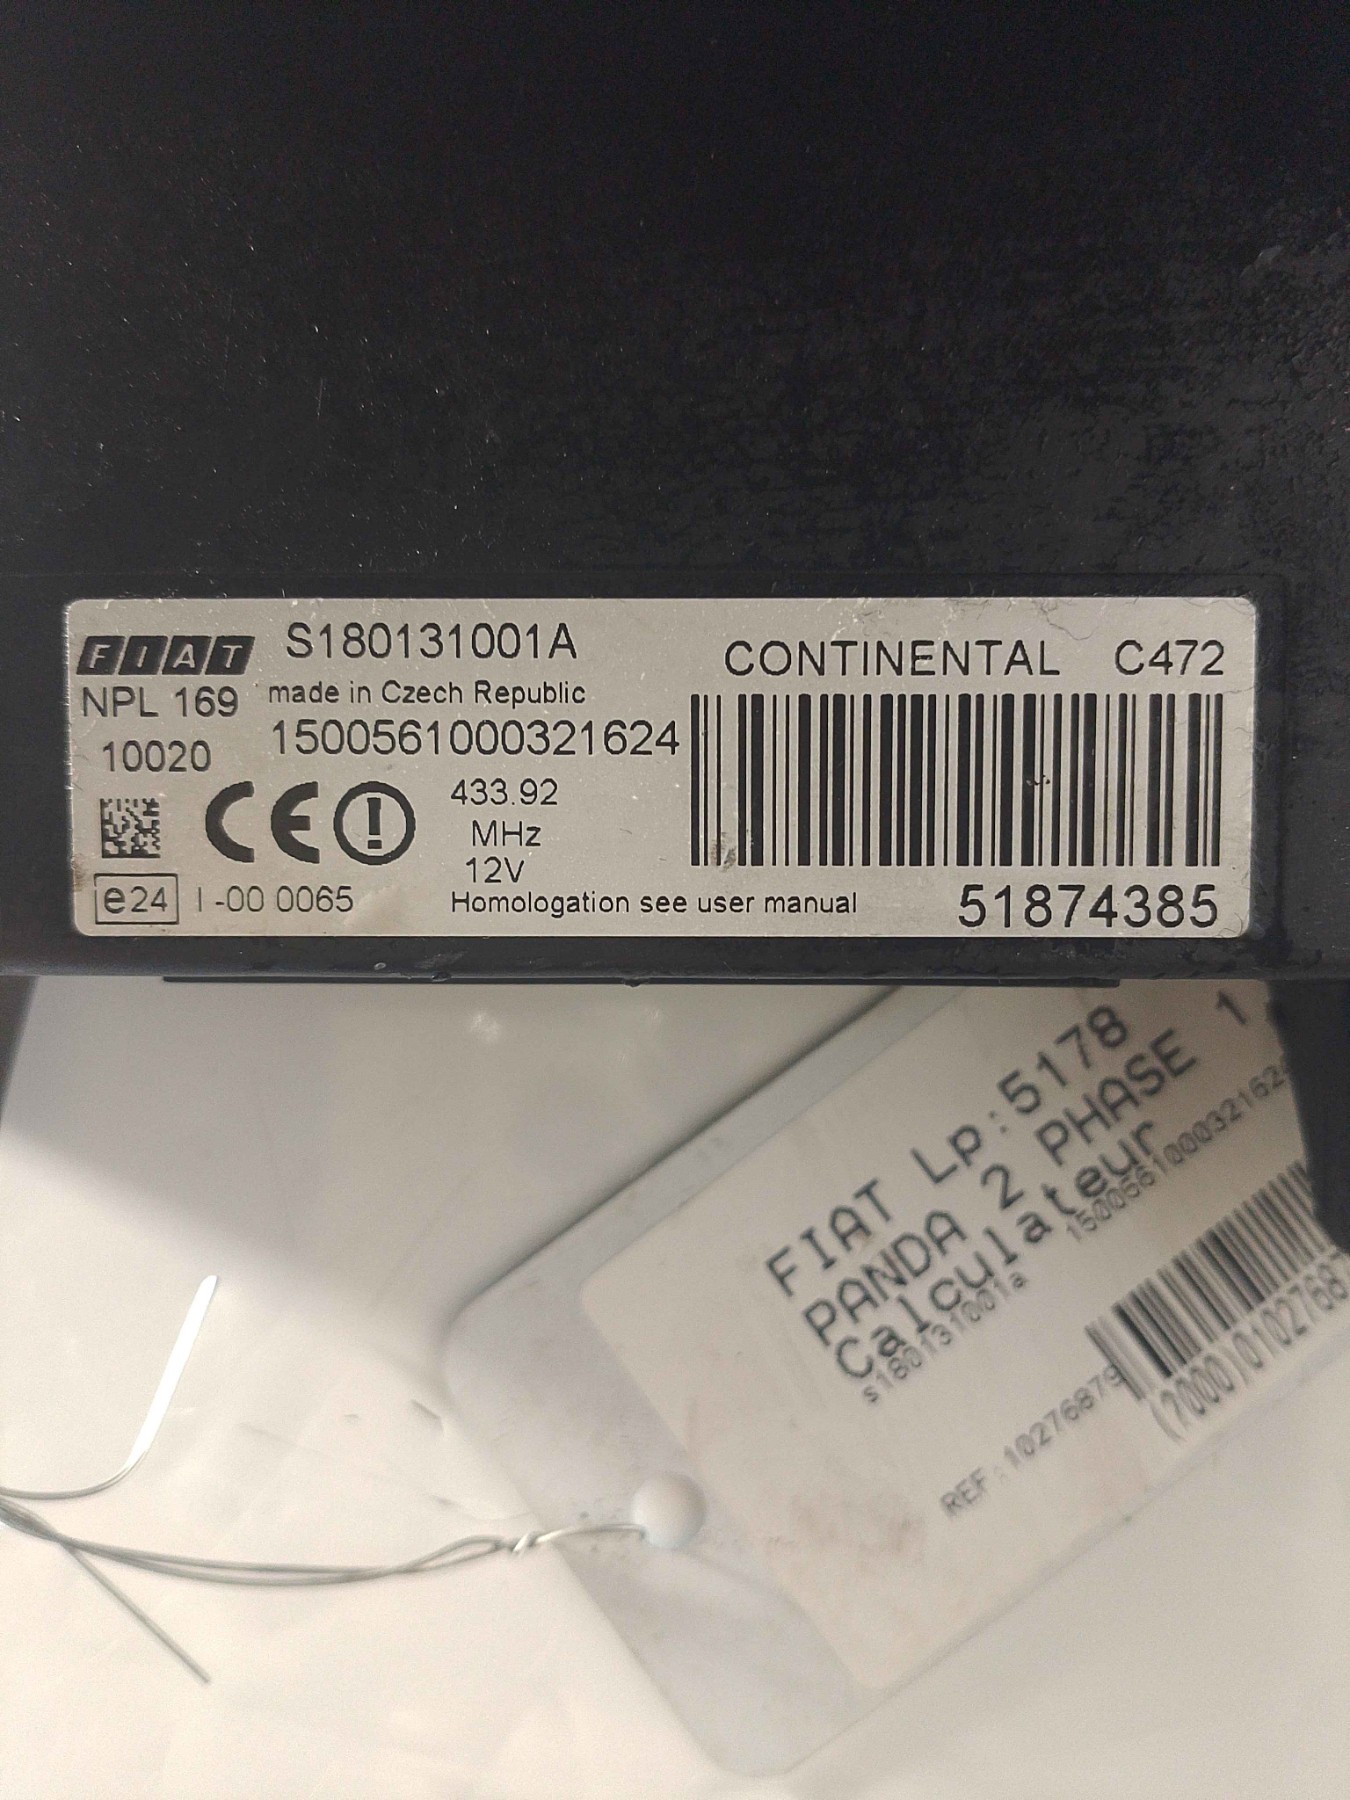 FIAT S180131001A CONTINENTAL C472
NPL 169 made in Czech Republic
10020 1500561000321624
CE 433.92
MHz
12V
e24 I -00 0065 Homologation see user manual 51874385
FIAT LP:5178
PANDA 2 PHASE 1
Calculateur
s180131001a
REF:10276879